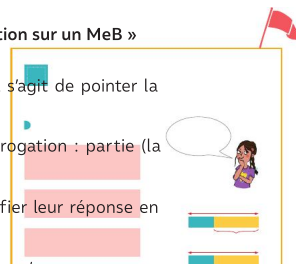 tion sur un MeB »
s'agit de pointer la
rogation : partie (la
fier leur réponse en